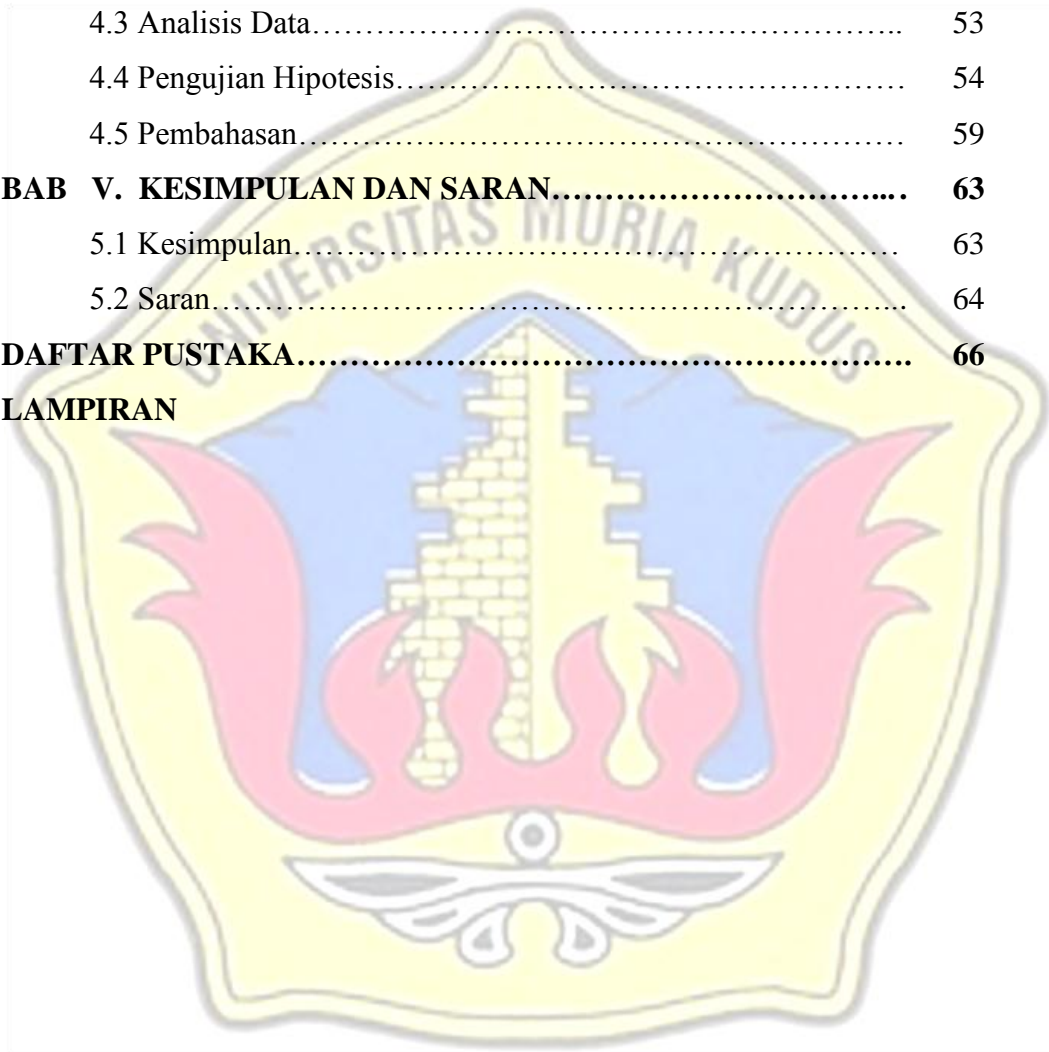 4.3 Analisis Data……………………………………………….. 53
4.4 Pengujian Hipotesis………………………………………… 54
4.5 Pembahasan………………………………………………… 59
BAB V. KESIMPULAN DAN SARAN…………………………... . 63
5.1 Kesimpulan………………………………………………… 63
5.2 Saran……………………………………………………….. 64
DAFTAR PUSTAKA…………………………………………………. 66
LAMPIRAN
UNIVERSITAS MURIA KUDUS